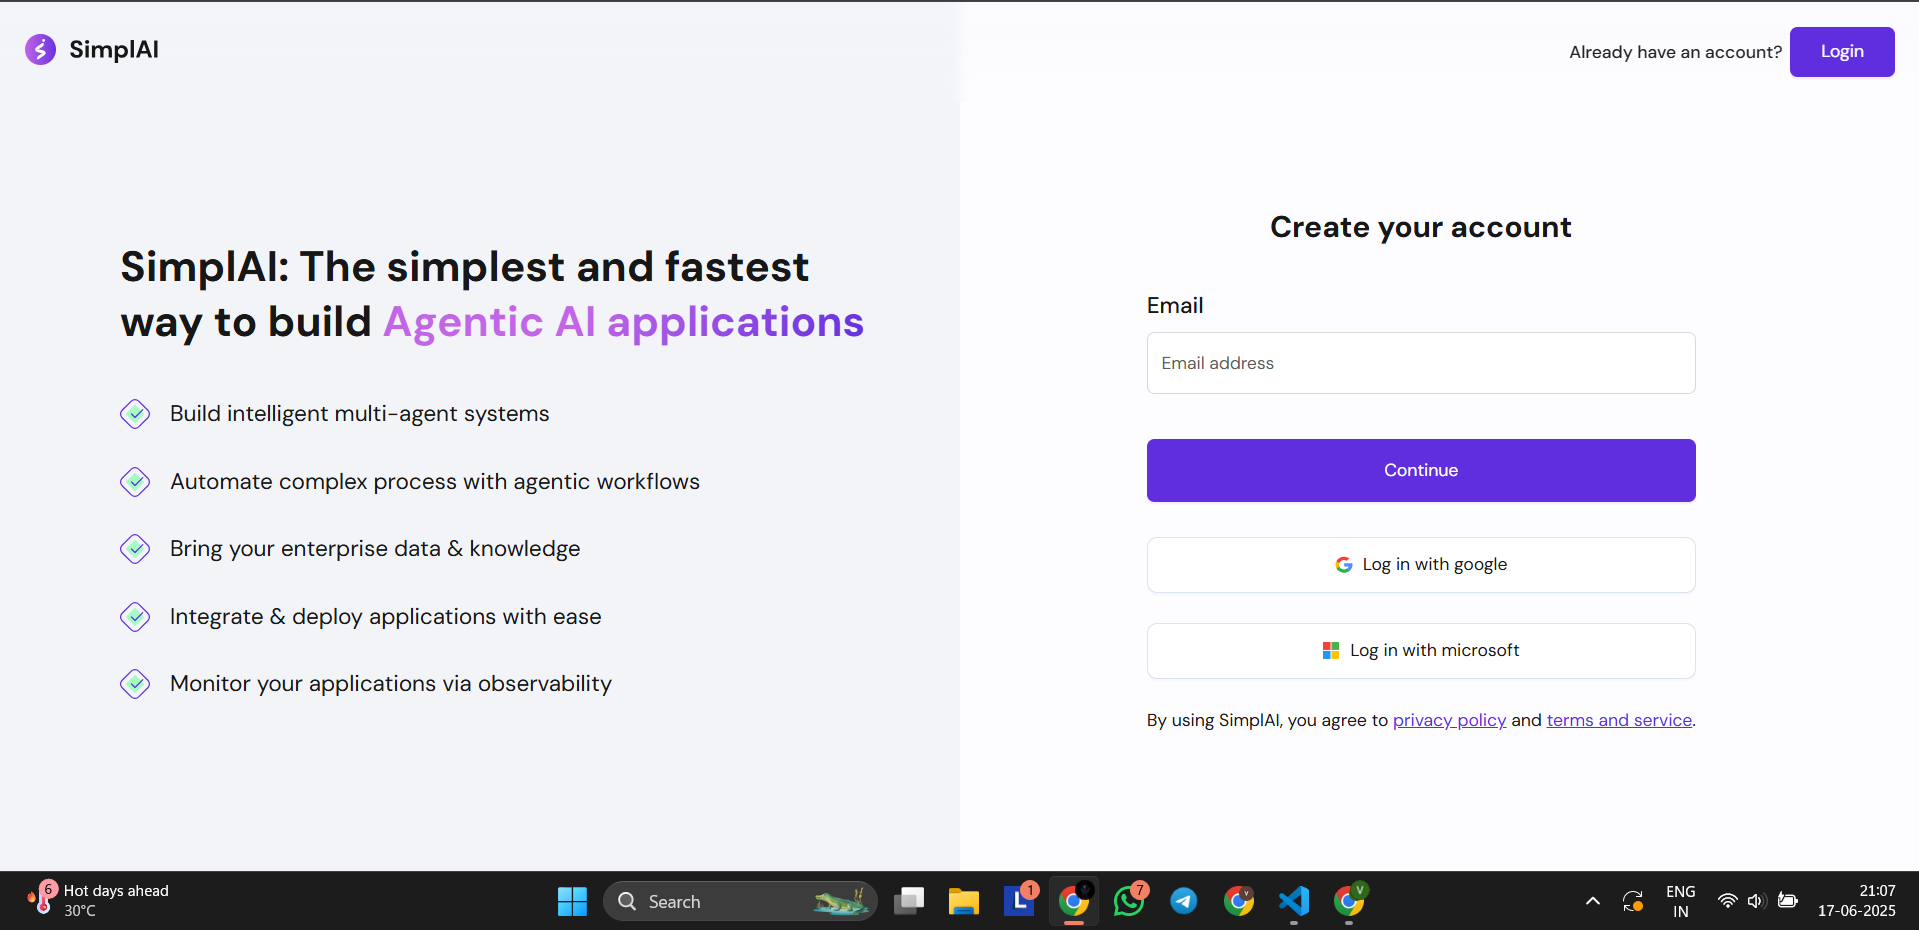 SimplAI
Already have an account?
Login
SimplAI: The simplest and fastest
way to build Agentic AI applications
Build intelligent multi-agent systems
Automate complex process with agentic workflows
Bring your enterprise data & knowledge
Integrate & deploy applications with ease
Monitor your applications via observability
Create your account
Email
Email address
Continue
Log in with google
Log in with microsoft
By using SimplAI, you agree to privacy policy and terms and service.
6
Hot days ahead
30°C
Search
L
1
7
V
V
ENG
IN
21:07
17-06-2025